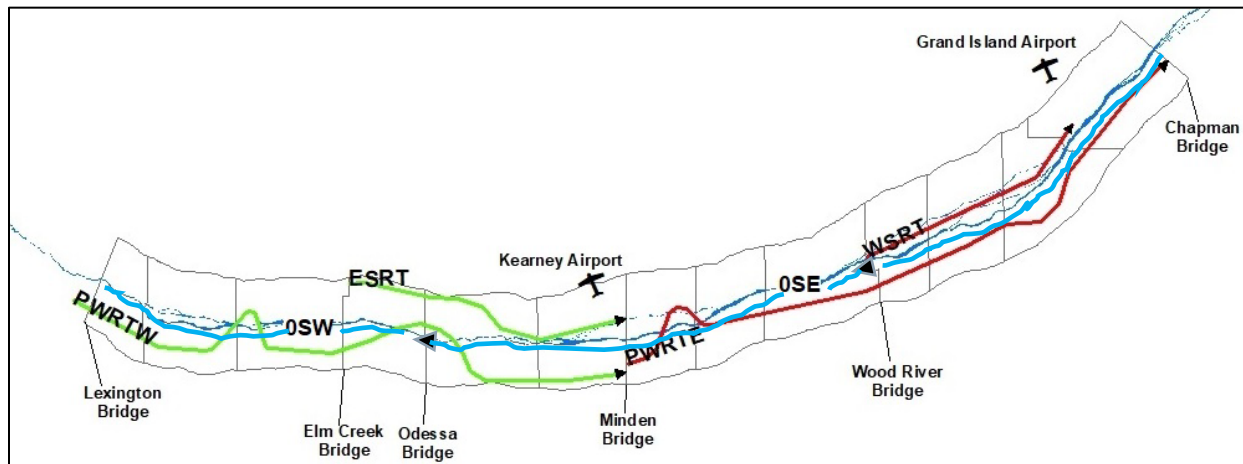 Grand Island Airport
Chapman
Bridge
Kearney Airport
WSRT
ESRT
0SE
PWRTW
0SW
PWRTE
Lexington
Bridge
Elm Creek
Bridge
Odessa
Bridge
Minden
Bridge
Wood River
Bridge